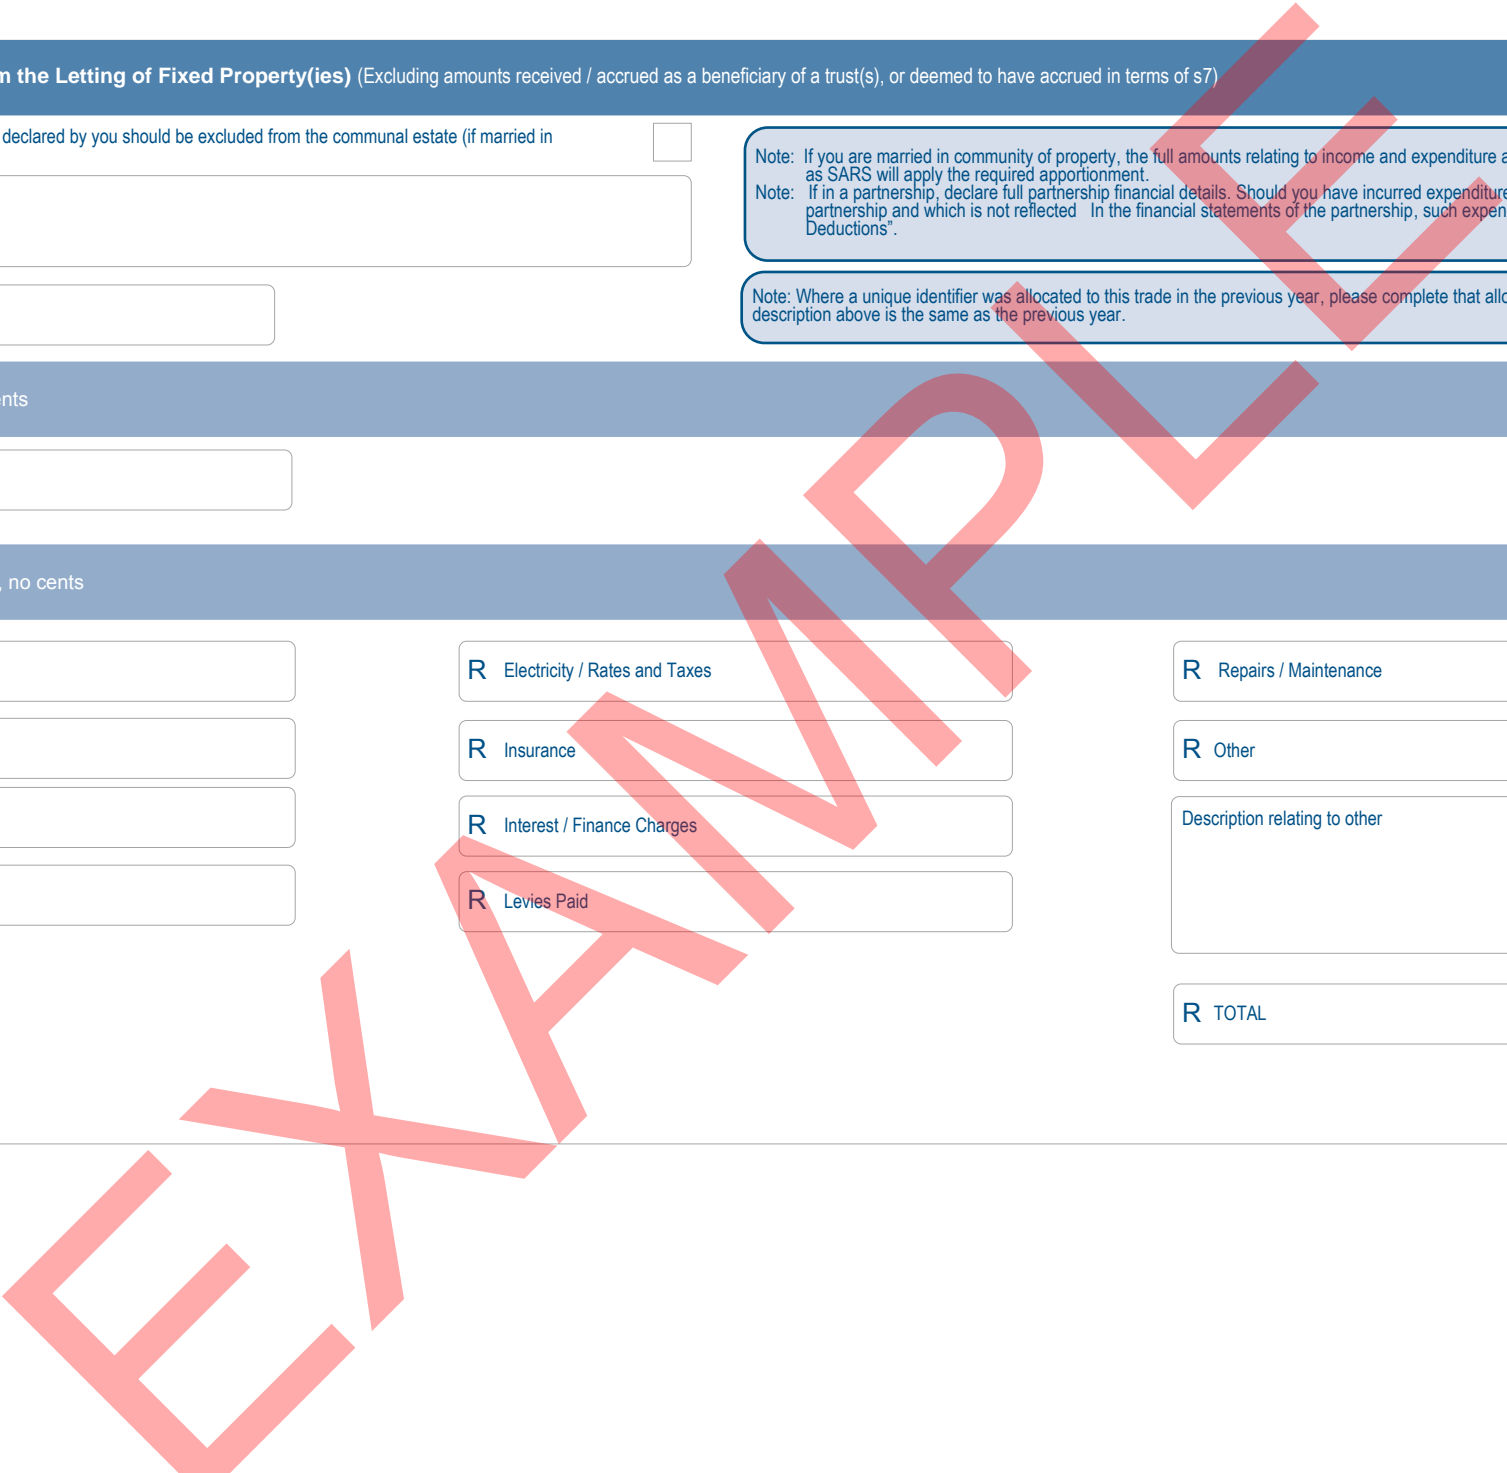 the Letting of Fixed Property(ies) (Excluding amounts received / accrued as a beneficiary of a trust(s), or deemed to have accrued in terms of s7)
declared by you should be excluded from the communal estate (if married in
Note: If you are married in community of property, the full amounts relating to income and expenditure
as SARS will apply the required apportionment.
Note: If in a partnership, declare full partnership financial details. Should you have incurred expenditure
partnership and which is not reflected In the financial statements of the partnership, such
Deductions”.
Note: Where a unique identifier was allocated to this trade in the previous year, please complete that
description above is the same as the previous year.
, no cents
R Electricity / Rates and Taxes
R Repairs / Maintenance
R Insurance
R Other
R Interest / Finance Charges
Description relating to other
R Levies Paid
R TOTAL
EXAMPLE